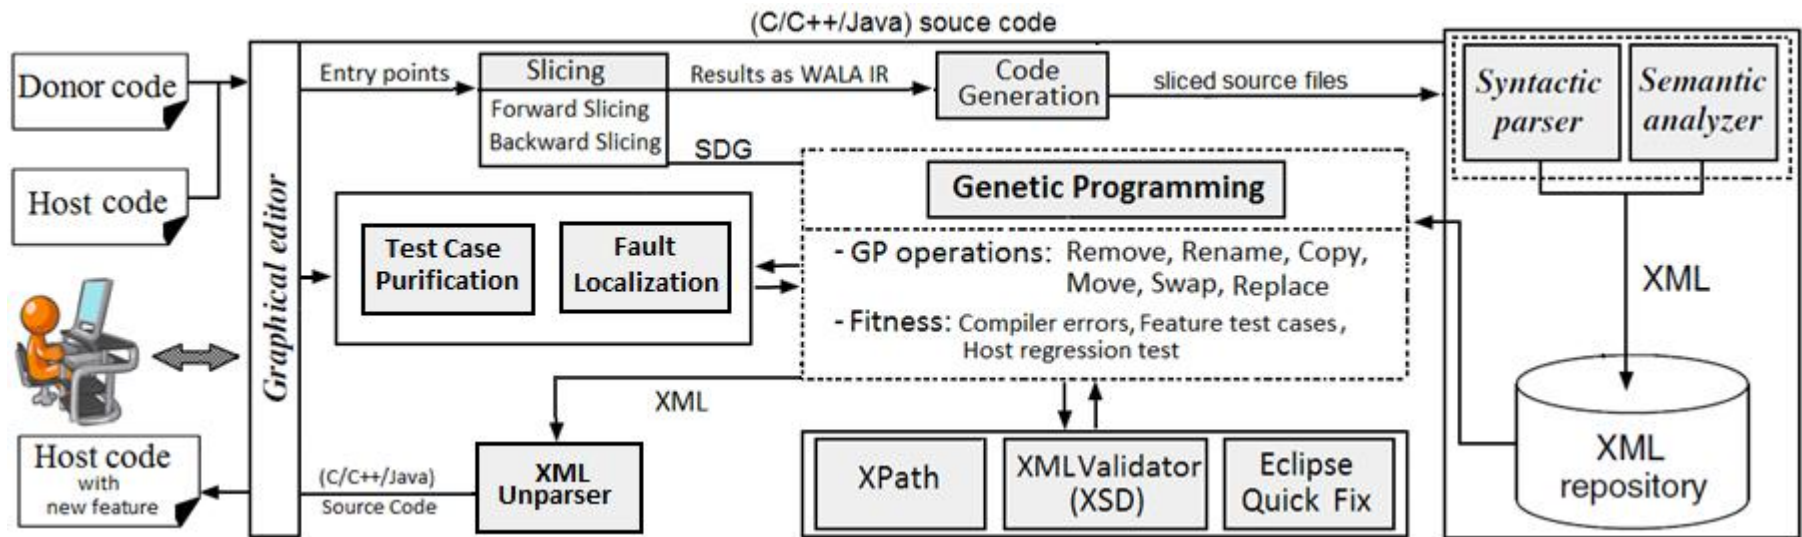 (C/C++/Java) souce code
Donor code
Host code
Graphical editor
Entry points
Slicing
Forward Slicing
Backward Slicing
Results as WALA IR
Code
Generation
sliced source files
Syntactic
parser
Semantic
analyzer
SDG
Genetic Programming
- GP operations: Remove, Rename, Copy,
Move, Swap, Replace
- Fitness: Compiler errors, Feature test cases,
Host regression test
Test Case
Purification
Fault
Localization
XML
XML
repository
XML
XML
Unparser
(C/C++/Java)
Source Code
XPath
XMLValidator
(XSD)
Eclipse
Quick Fix
Host code
with
new feature